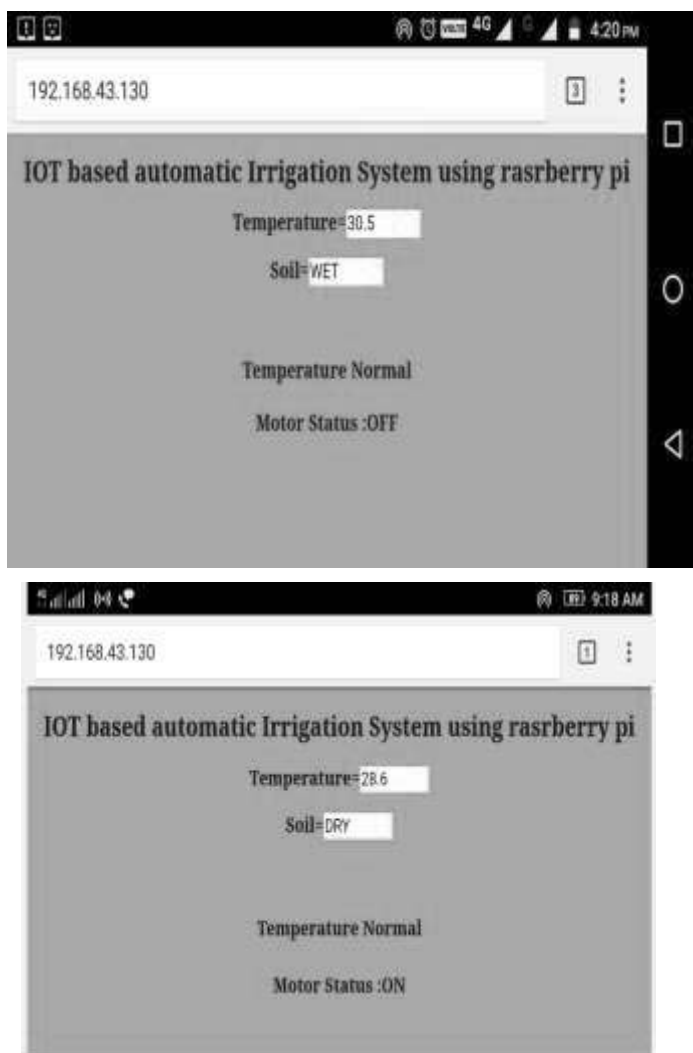 VOLTE 4G G 4:20 PM
192.168.43.130 3
IOT based automatic Irrigation System using rasrberry pi
Temperature=30.5
Soil=WET
Temperature Normal
Motor Status :OFF
9:18 AM
192.168.43.130 1
IOT based automatic Irrigation System using rasrberry pi
Temperature=28.6
Soil=DRY
Temperature Normal
Motor Status :ON